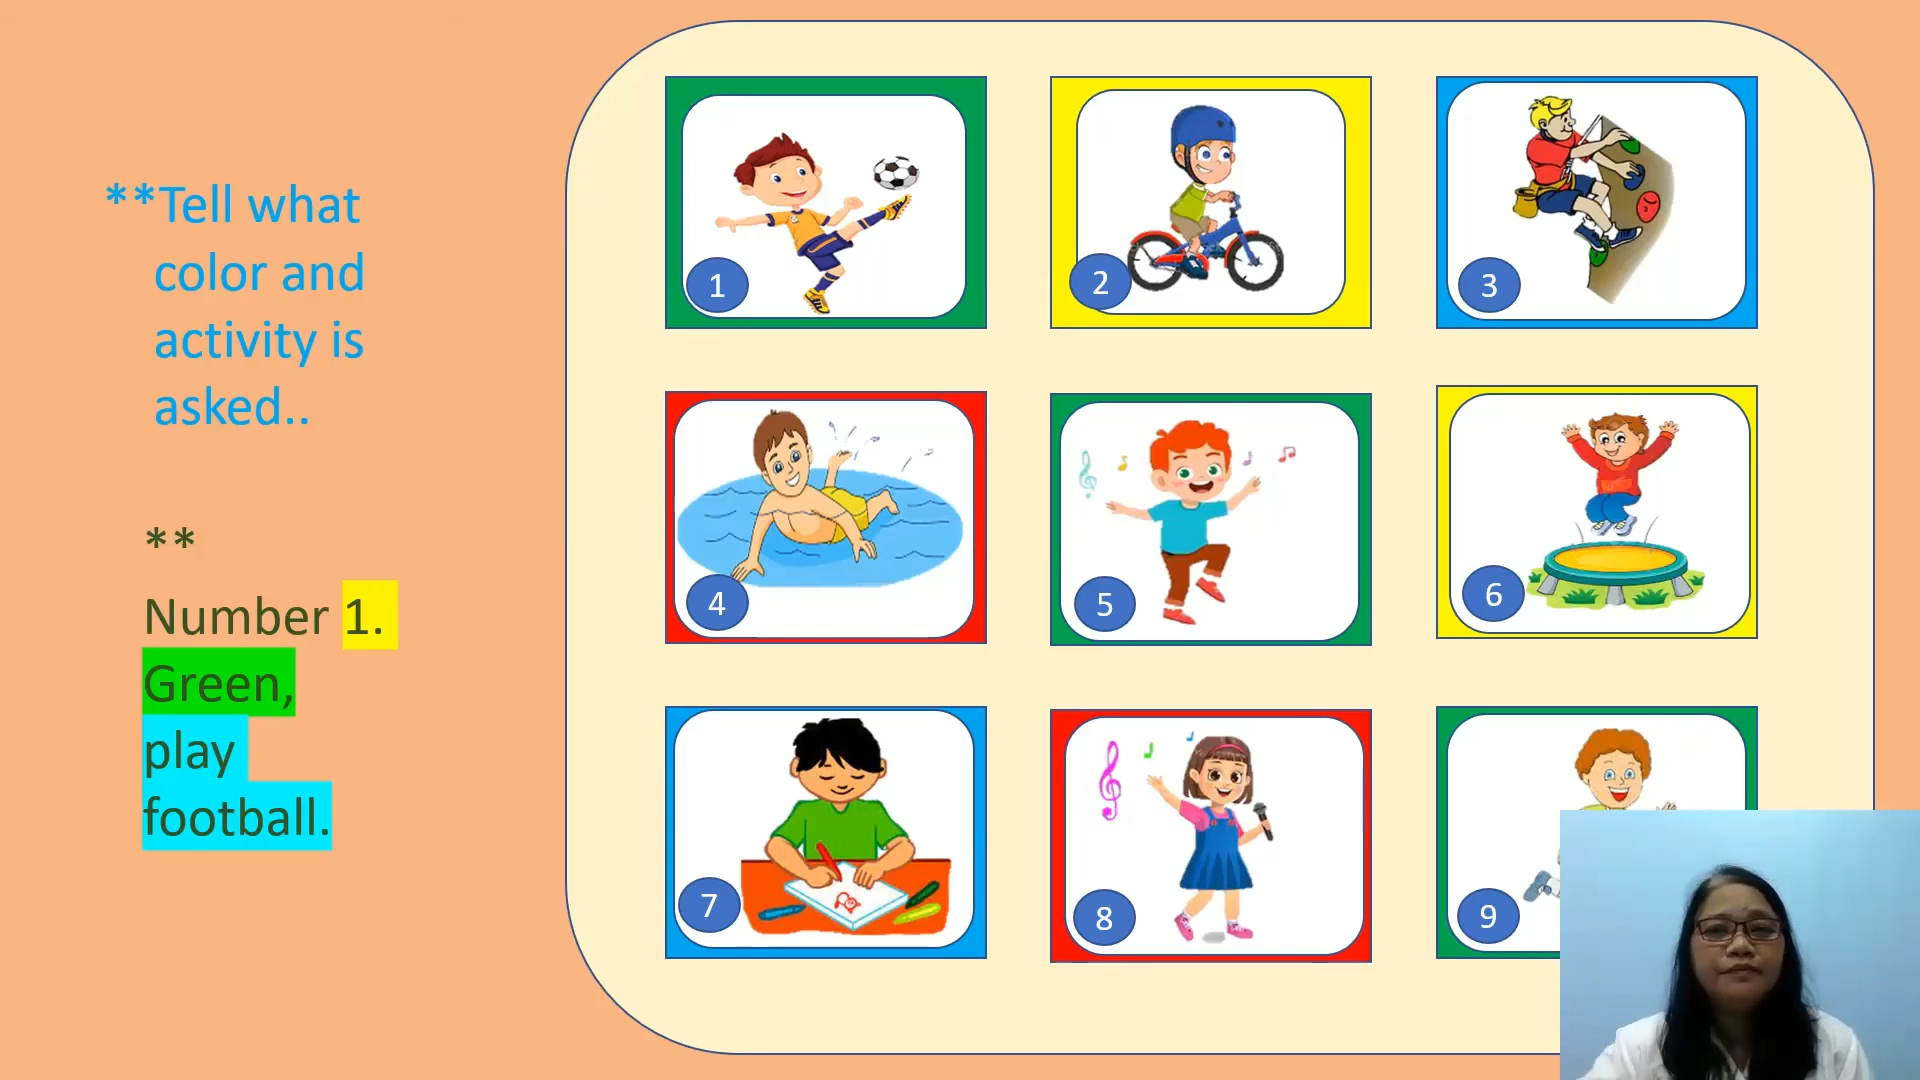 **Tell what
color and
activity is
asked..
**
Number 1.
Green,
play
football.
1
2
3
4
5
6
7
8
9